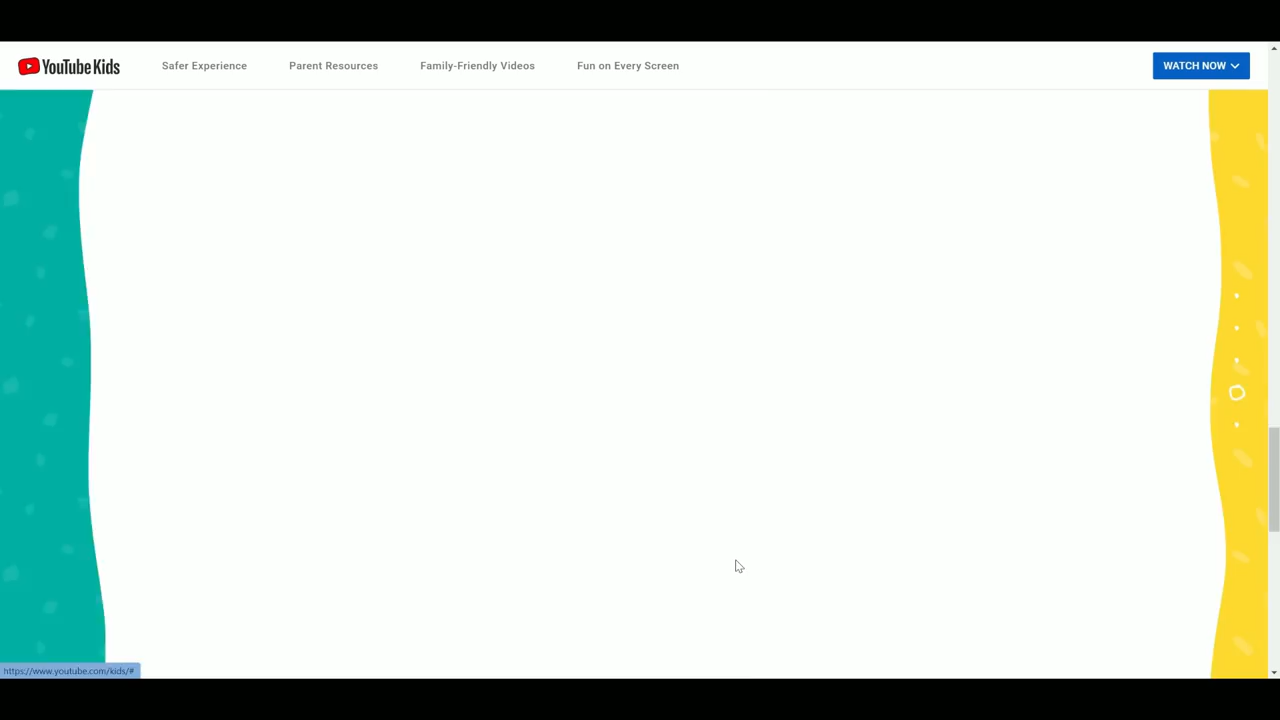 YouTube Kids
Safer Experience
Parent Resources
Family-Friendly Videos
Fun on Every Screen
WATCH NOW
https://www.youtube.com/kids/#